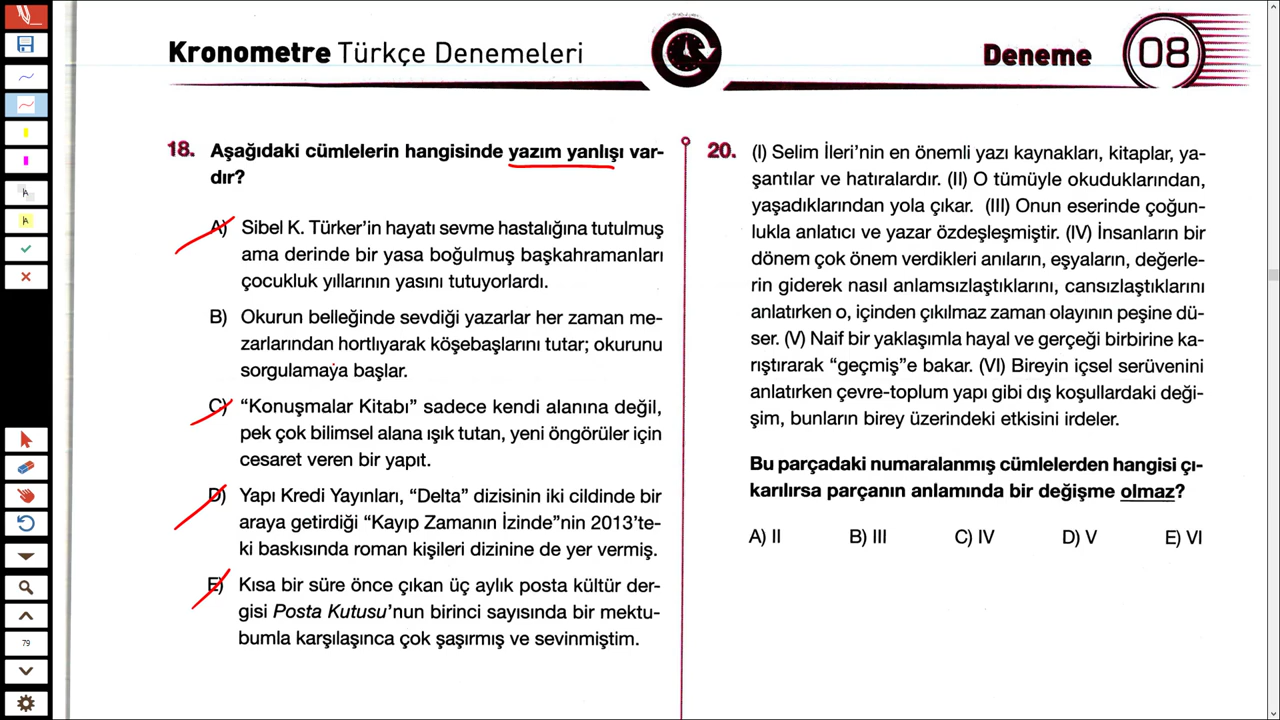 Kronometre Türkçe Denemeleri
Deneme 08
18. Aşağıdaki cümlelerin hangisinde yazım yanlışı var-
dır?
A) Sibel K. Türker’in hayatı sevme hastalığına tutulmuş
ama derinde bir yasa boğulmuş başkahramanları
çocukluk yıllarının yasını tutuyorlardı.
B) Okurun belleğinde sevdiği yazarlar her zaman me-
zarlarından hortlıyarak köşebaşlarını tutar; okurunu
sorgulamaya başlar.
C) “Konuşmalar Kitabı” sadece kendi alanına değil,
pek çok bilimsel alana ışık tutan, yeni öngörüler için
cesaret veren bir yapıt.
D) Yapı Kredi Yayınları, “Delta” dizisinin iki cildinde bir
araya getirdiği “Kayıp Zamanın İzinde”nin 2013’te-
ki baskısında roman kişileri dizinine de yer vermiş.
E) Kısa bir süre önce çıkan üç aylık posta kültür der-
gisi Posta Kutusu’nun birinci sayısında bir mektu-
bumla karşılaşınca çok şaşırmış ve sevinmiştim.
20. (I) Selim İleri’nin en önemli yazı kaynakları, kitaplar, ya-
şantılar ve hatıralardır. (II) O tümüyle okuduklarından,
yaşadıklarından yola çıkar. (III) Onun eserinde çoğun-
lukla anlatıcı ve yazar özdeşleşmiştir. (IV) İnsanların bir
dönem çok önem verdikleri anıların, eşyaların, değerle-
rin giderek nasıl anlamsızlaştıklarını, cansızlaştıklarını
anlatırken o, içinden çıkılmaz zaman olayının peşine dü-
şer. (V) Naif bir yaklaşımla hayal ve gerçeği birbirine ka-
rıştırarak “geçmiş”e bakar. (VI) Bireyin içsel serüvenini
anlatırken çevre-toplum yapı gibi dış koşullardaki deği-
şim, bunların birey üzerindeki etkisini irdeler.
Bu parçadaki numaralanmış cümlelerden hangisi çı-
karılırsa parçanın anlamında bir değişme olmaz?
A) II B) III C) IV D) V E) VI
79